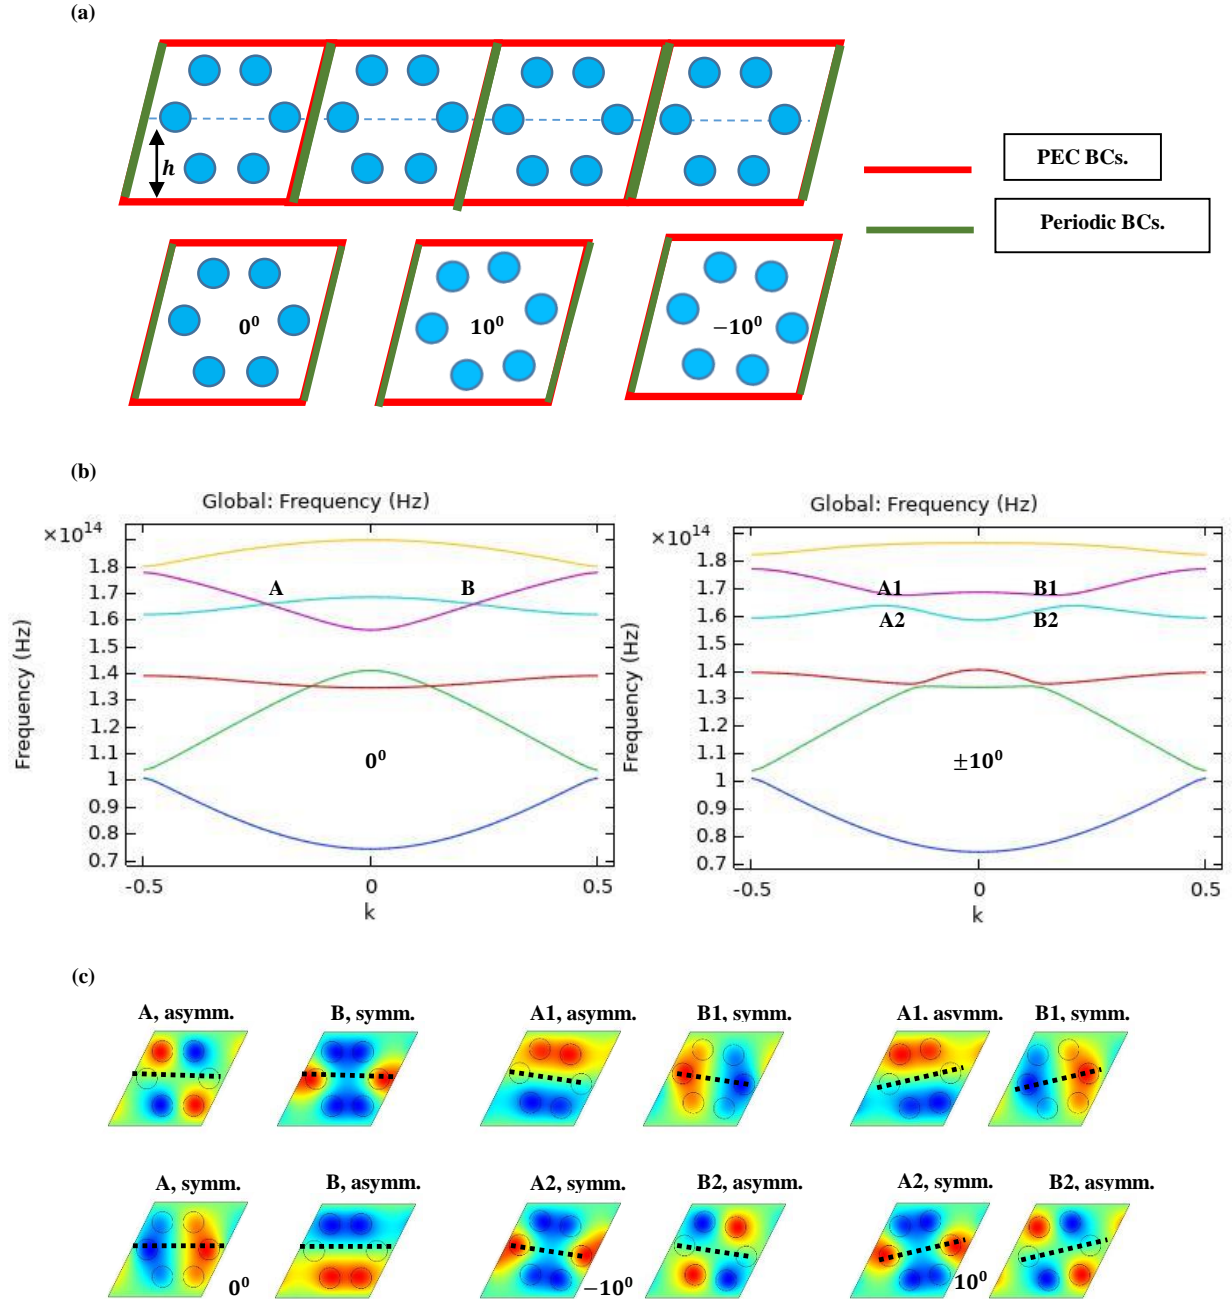 (a)
h
PEC BCs.
Periodic BCs.
0⁰
10⁰
−10⁰
(b)
Global: Frequency (Hz)
×10¹⁴
1.8
1.7
1.6
1.5
1.4
1.3
1.1
1
0.9
0.8
0.7
Frequency (Hz)
A
B
0⁰
-0.5
0
0.5
k
Global: Frequency (Hz)
×10¹⁴
1.8
1.7
1.6
1.5
1.4
1.3
1.1
1
0.9
0.8
0.7
Frequency (Hz)
A1
B1
A2
B2
±10⁰
-0.5
0
0.5
k
(c)
A, asymm.
B, symm.
A1, asymm.
B1, symm.
A1, asymm.
B1, symm.
A, symm.
B, asymm.
A2, symm.
B2, asymm.
A2, symm.
B2, asymm.
0⁰
−10⁰
10⁰